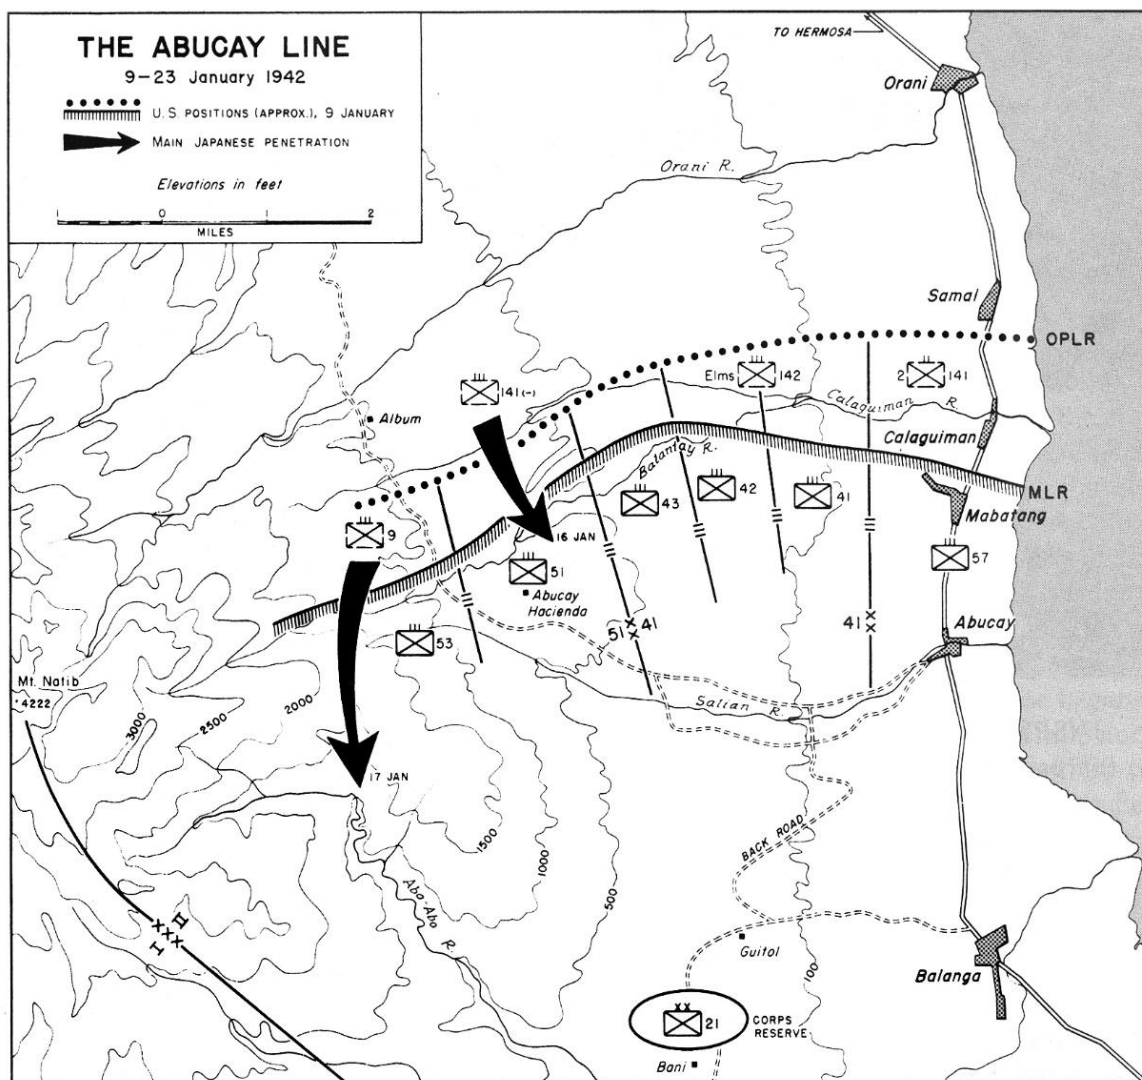 THE ABUCAY LINE
9–23 January 1942
U.S. POSITIONS (APPROX.), 9 JANUARY
MAIN JAPANESE PENETRATION
Elevations in feet
0 2
MILES
TO HERMOSA
Orani
Orani R.
Samal
OPLR
Elms 142
2 141
141 (-)
Album
Calaguiman R.
Calaguiman
Balantay R.
MLR
Mabatang
43
42
41
9
16 JAN
51
Abucay
Hacienda
57
53
51 41
41
Abucay
Mt. Natib
4222
3000
2500
2000
Salian R.
17 JAN
1500
1000
500
100
BACK ROAD
Abo-Abo R.
I II
Guitol
Balanga
21
CORPS
RESERVE
Bani